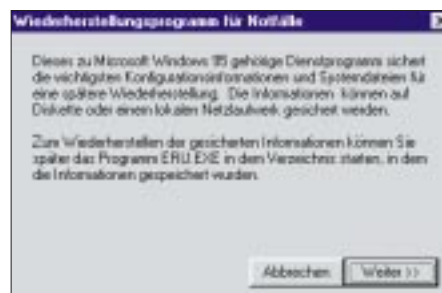 Wiederherstellungsprogramm für Notfälle
Dieses zu Microsoft Windows 95 gehörige Dienstprogramm sichert
die wichtigsten Konfigurationsinformationen und Systemdateien für
eine spätere Wiederherstellung. Die Informationen können auf
Diskette oder einem lokalen Netzlaufwerk gesichert werden.
Zum Wiederherstellen der gesicherten Informationen können Sie
später das Programm ERU.EXE in dem Verzeichnis starten, in dem
die Informationen gespeichert wurden.
Abbrechen Weiter >>